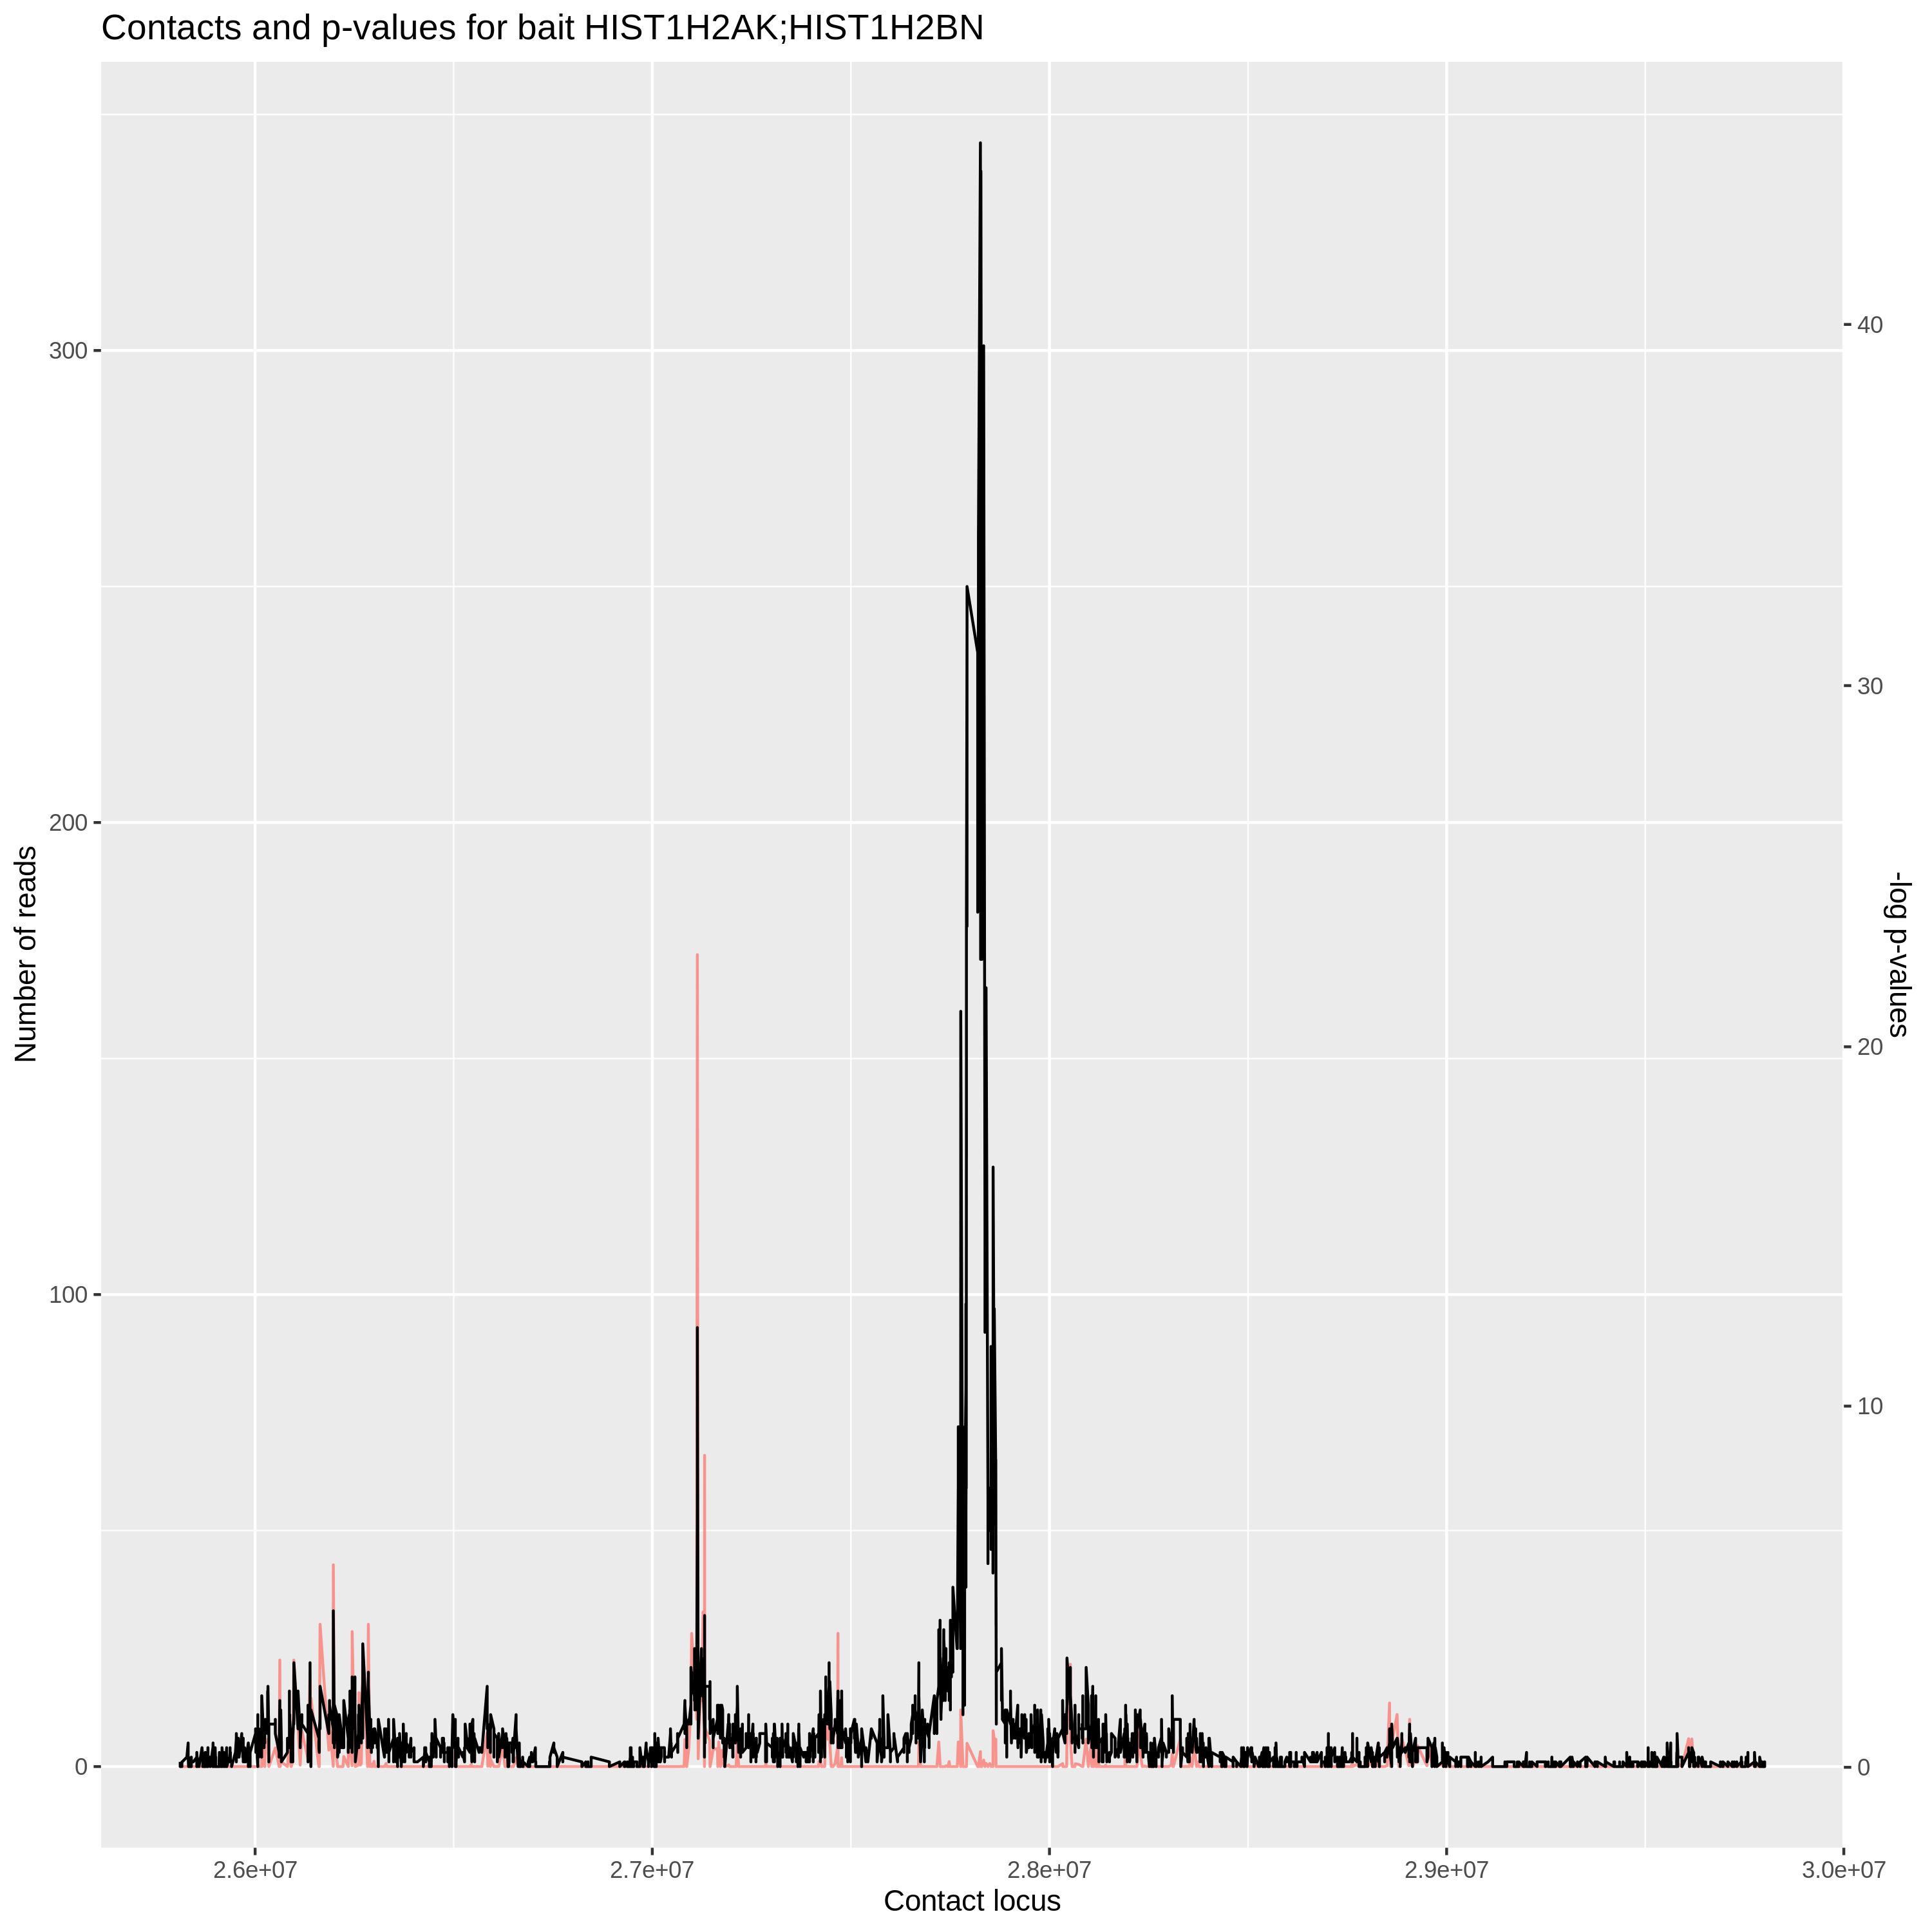 Contacts and p-values for bait HIST1H2AK;HIST1H2BN
Number of reads
300
200
100
0
40
30
20
10
0
-log p-values
2.6e+07
2.7e+07
2.8e+07
2.9e+07
3.0e+07
Contact locus